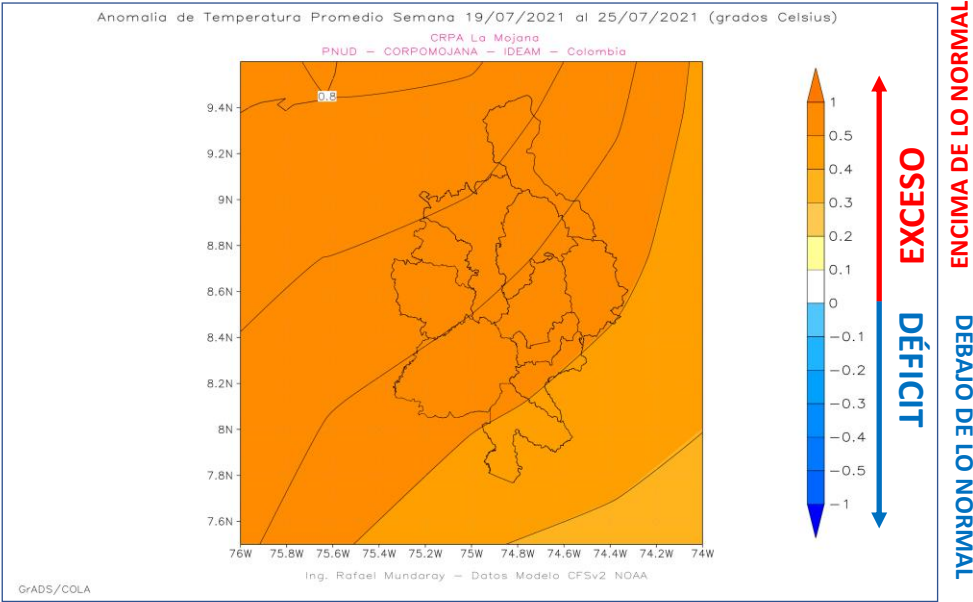 Anomalia de Temperatura Promedio Semana 19/07/2021 al 25/07/2021 (grados Celsius)
CRPA La Mojana
PNUD – CORPOMOJANA – IDEAM – Colombia
0.8
9.4N
9.2N
9N
8.8N
8.6N
8.4N
8.2N
8N
7.8N
7.6N
76W 75.8W 75.6W 75.4W 75.2W 75W 74.8W 74.6W 74.4W 74.2W 74W
1
0.5
0.4
0.3
0.2
0.1
0
−0.1
−0.2
−0.3
−0.4
−0.5
−1
EXCESO
DÉFICIT
ENCIMA DE LO NORMAL
DEBAJO DE LO NORMAL
Ing. Rafael Mundaray – Datos Modelo CFSv2 NOAA
GrADS/COLA